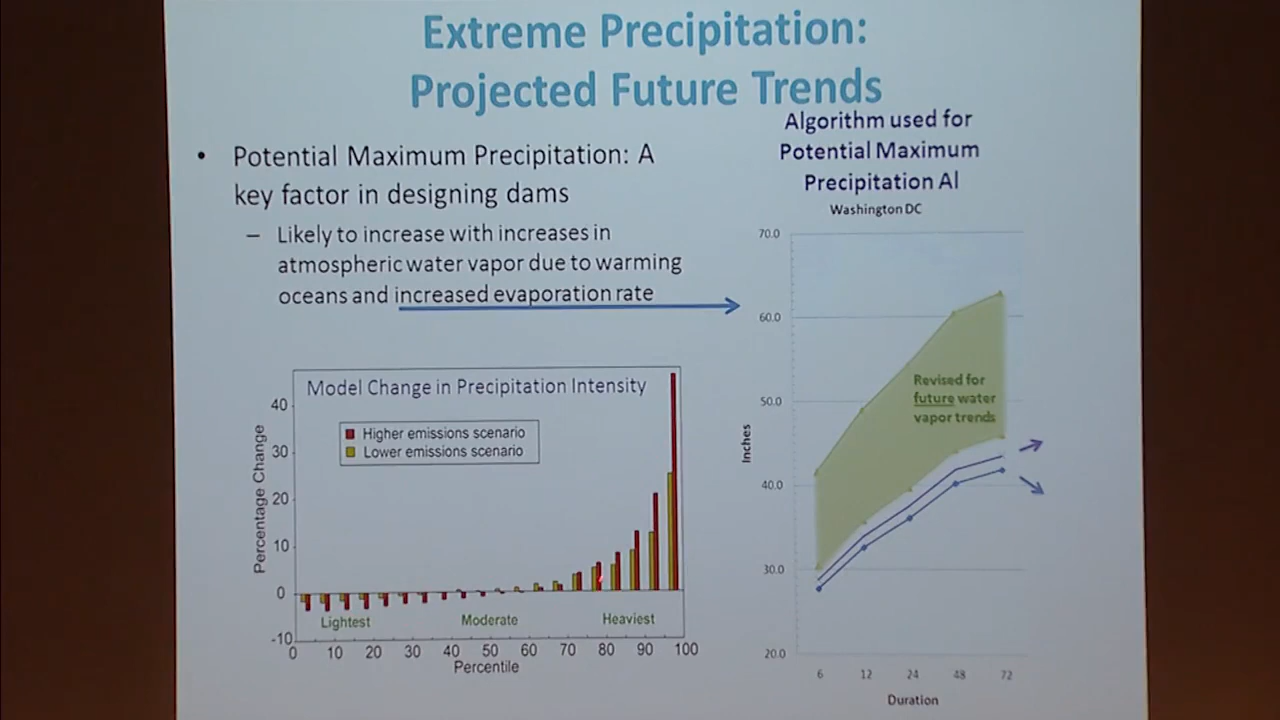 Extreme Precipitation:
Projected Future Trends
• Potential Maximum Precipitation: A
key factor in designing dams
– Likely to increase with increases in
atmospheric water vapor due to warming
oceans and increased evaporation rate
Model Change in Precipitation Intensity
Higher emissions scenario
Lower emissions scenario
Percentage Change
40
30
20
10
0
-10
Lightest Moderate Heaviest
0 10 20 30 40 50 60 70 80 90 100
Percentile
Algorithm used for
Potential Maximum
Precipitation Al
Washington DC
70.0
60.0
50.0
40.0
30.0
20.0
Inches
Revised for
future water
vapor trends
6 12 24 48 72
Duration